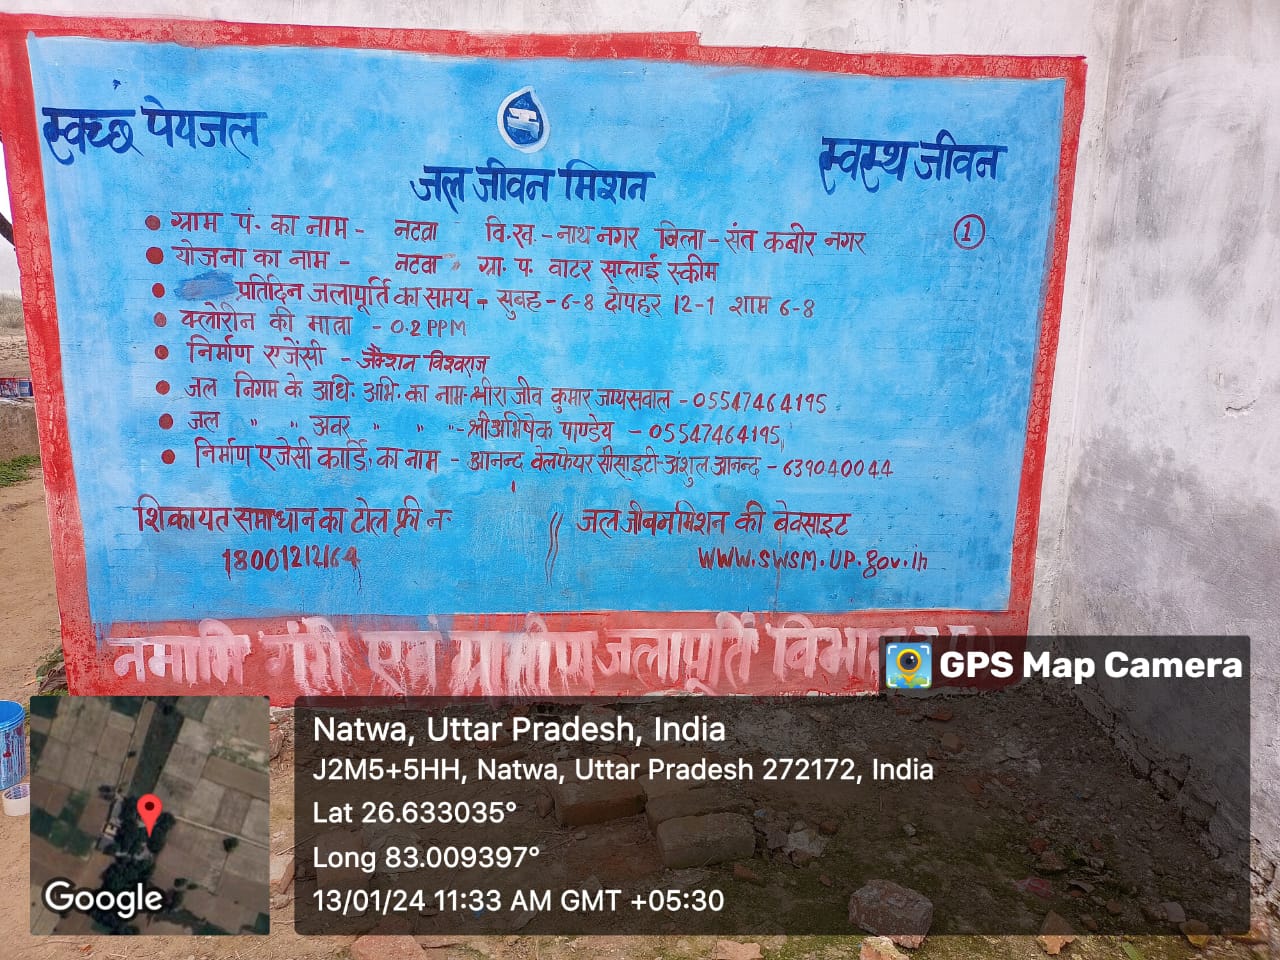 स्वच्छ पेयजल
स्वस्थ जीवन
जल जीवन मिशन
• ग्राम पं. का नाम - नटवा वि.ख. - नाथ नगर जिला - संत कबीर नगर
1
• योजना का नाम - नटवा ग्रा. प. वाटर सप्लाई स्कीम
• प्रतिदिन जलापूर्ति का समय - सुबह - 6-8 दोपहर 12-1 शाम 6-8
• क्लोरीन की मात्रा - 0.2 PPM
• निर्माण एजेंसी - जैक्शन विश्वराज
• जल निगम के अधि. अभि. का नाम - श्री राजीव कुमार जायसवाल - 05547464195
• जल " " अवर " " " - श्री अभिषेक पाण्डेय - 05547464195
• निर्माण एजेसी कार्डि. का नाम - आनन्द वेलफेयर सीसाइटी - अंशुल आनन्द - 639040044
शिकायत समाधान का टोल फ्री न.
18001212164
जल जीवन मिशन की बेवसाइट
www.swsm.up.gov.in
नमामि गंगे एवं ग्रामीण जलापूर्ति
GPS Map Camera
Natwa, Uttar Pradesh, India
J2M5+5HH, Natwa, Uttar Pradesh 272172, India
Lat 26.633035°
Long 83.009397°
13/01/24 11:33 AM GMT +05:30
Google